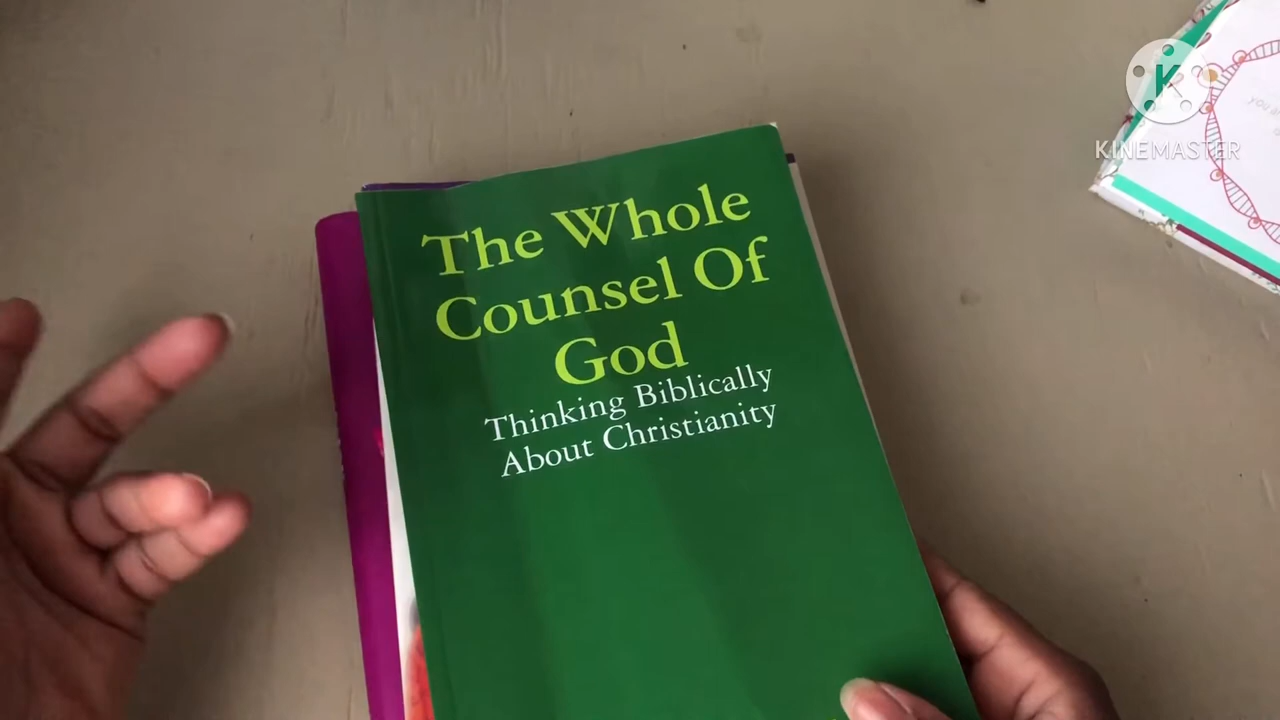 The Whole
Counsel Of
God
Thinking Biblically
About Christianity
KINEMASTER